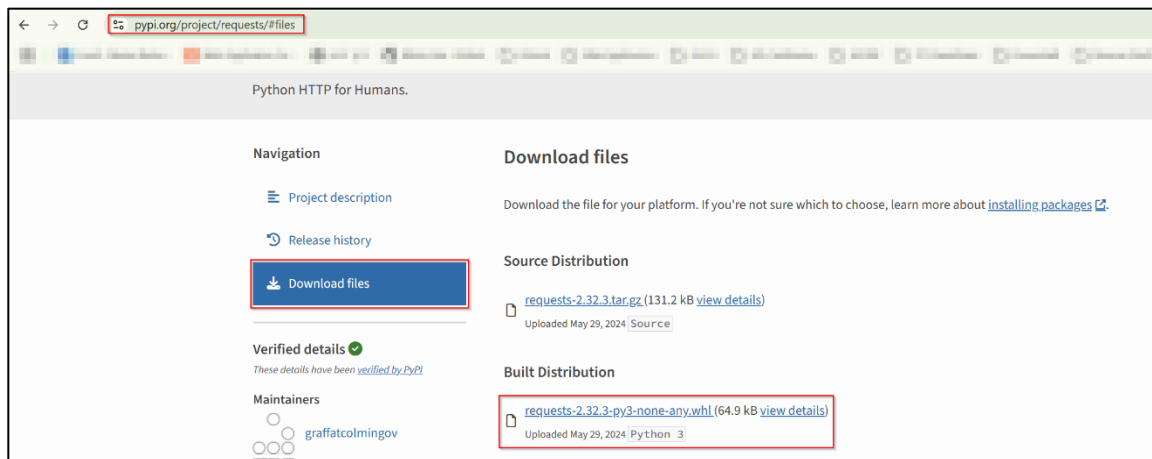 pypi.org/project/requests/#files
Python HTTP for Humans.
Navigation
Project description
Release history
Download files
Verified details
These details have been verified by PyPI
Maintainers
graffatcolmingov
Download files
Download the file for your platform. If you're not sure which to choose, learn more about installing packages.
Source Distribution
requests-2.32.3.tar.gz (131.2 kB view details)
Uploaded May 29, 2024 Source
Built Distribution
requests-2.32.3-py3-none-any.whl (64.9 kB view details)
Uploaded May 29, 2024 Python 3